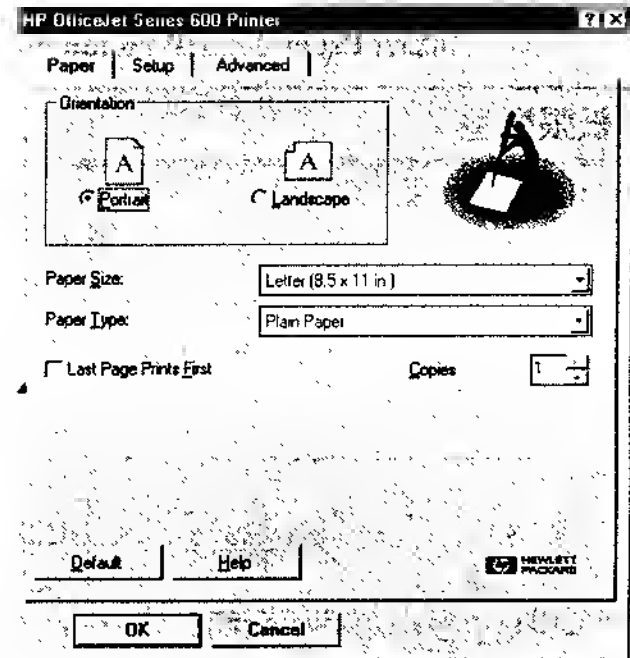 HP OfficeJet Series 600 Printer
Paper Setup Advanced
Orientation
A A
Portrait Landscape
Paper Size: Letter (8.5 x 11 in.)
Paper Type: Plain Paper
Last Page Prints First Copies 1
Default Help
hp HEWLETT
PACKARD
OK Cancel